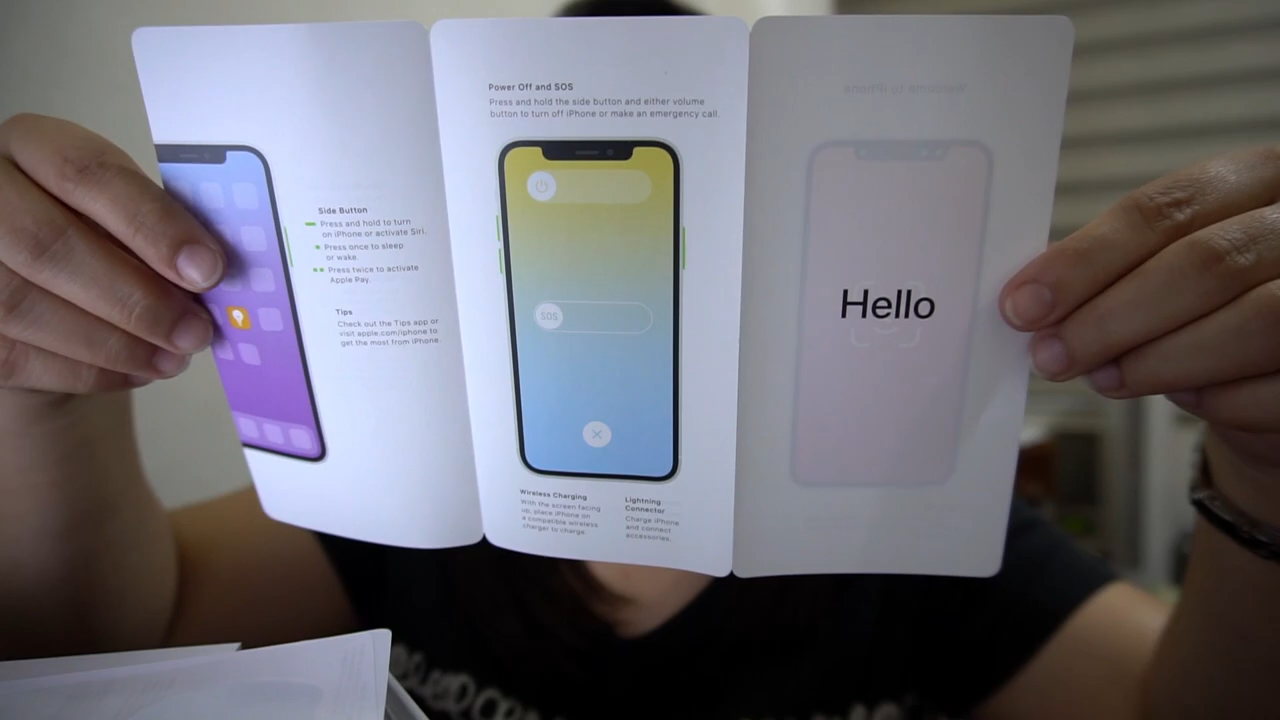 Side Button
Press and hold to turn
on iPhone or activate Siri.
Press once to sleep
or wake.
Press twice to activate
Apple Pay.
Tips
Check out the Tips app or
visit apple.com/iphone to
get the most from iPhone.
Power Off and SOS
Press and hold the side button and either volume
button to turn off iPhone or make an emergency call.
SOS
Wireless Charging
With the screen facing
up, place iPhone on
a compatible wireless
charger to charge.
Lightning
Connector
Charge iPhone
and connect
accessories.
Welcome to iPhone
Hello